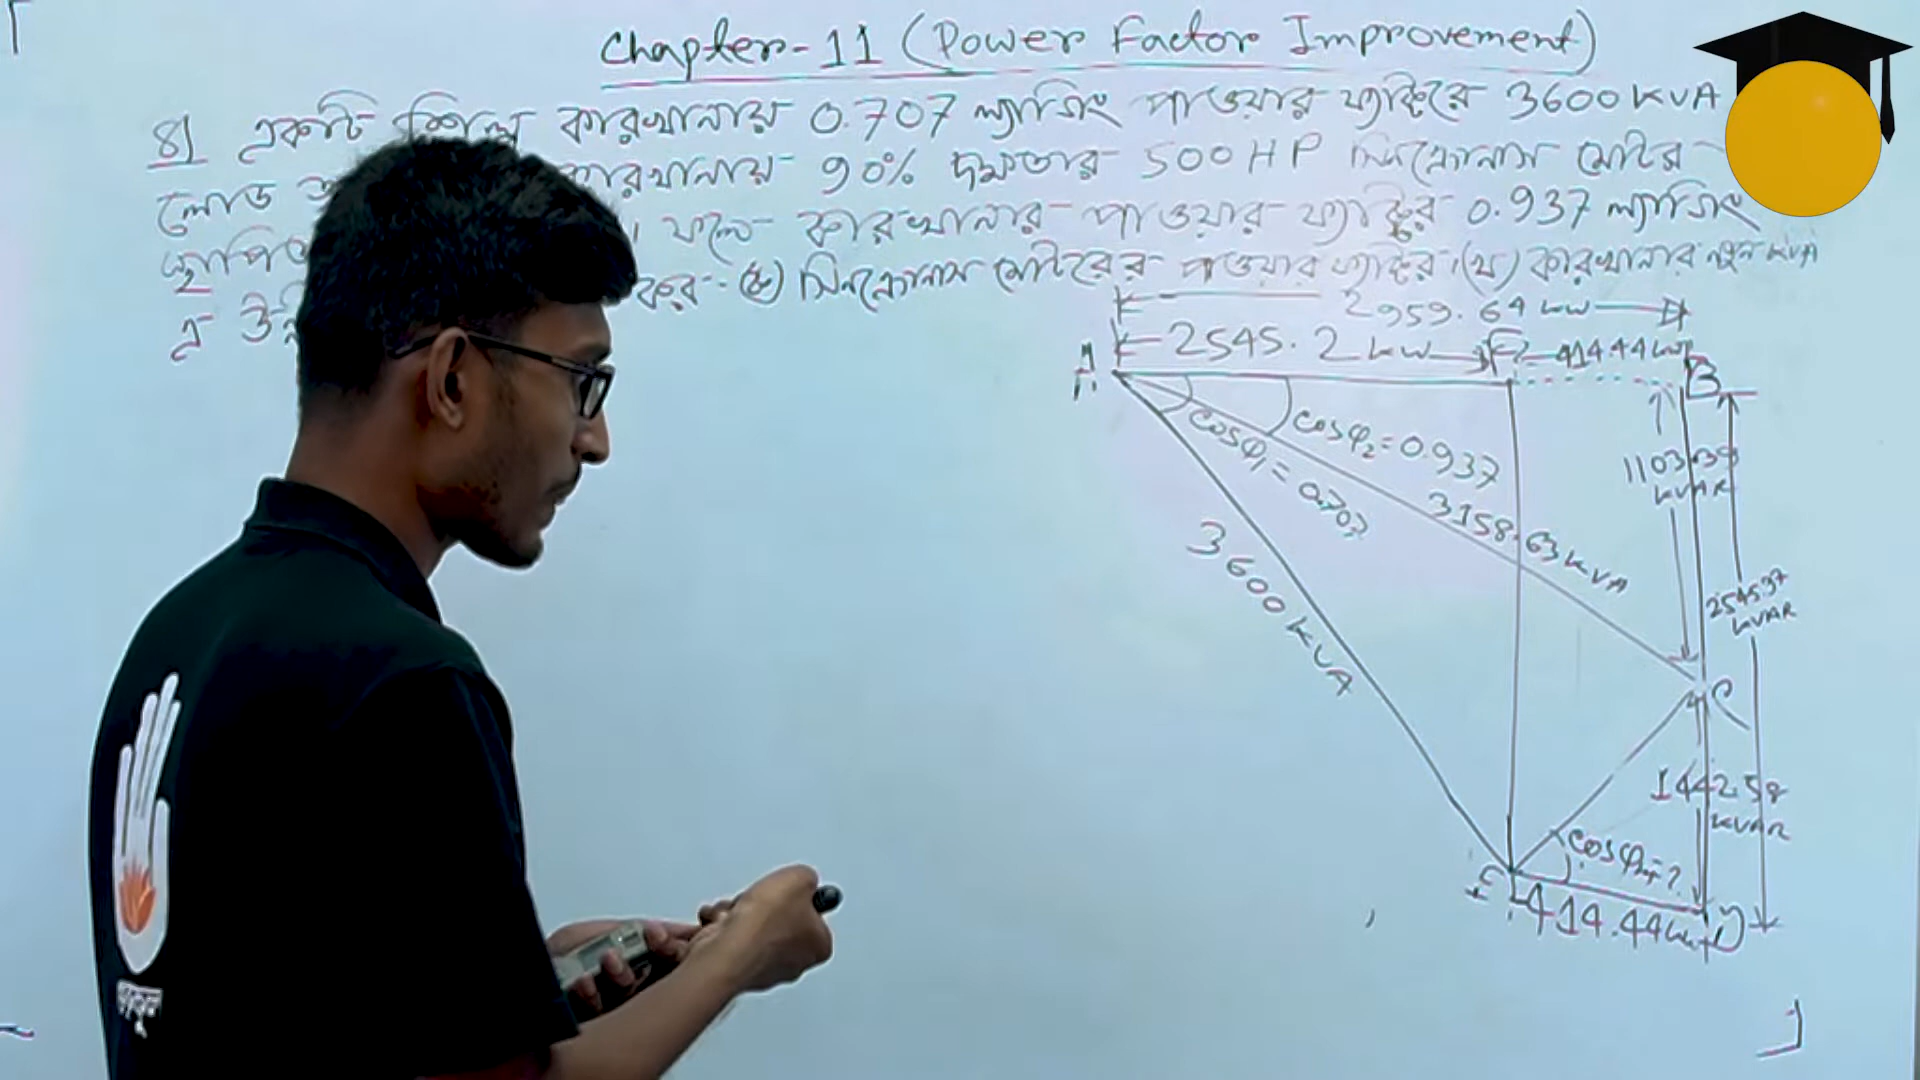 Chapter-11 (Power Factor Improvement)
8) একটি শিল্প কারখানায় 0.707 ল্যাগিং পাওয়ার ফ্যাক্টরে 3600 KVA
লোড কারখানায় 90% দক্ষতার 500 HP সিনক্রোনাস মোটর
স্থাপিত । ফলে কারখানার পাওয়ার ফ্যাক্টর 0.937 ল্যাগিং
এ কর- (ক) সিনক্রোনাস মোটরের পাওয়ার ফ্যাক্টর। (খ) কারখানার নতুন KVA
2959.64 kw
2545.2 kw F 414.44 kw
A B
cosφ₁ = 0.707
cosφ₂ = 0.937
1103.39
KVAR
3158.63 KVA
3600 KVA
2545.97
KVAR
C
1442.58
KVAR
cosφm = ?
E 414.44 kw D